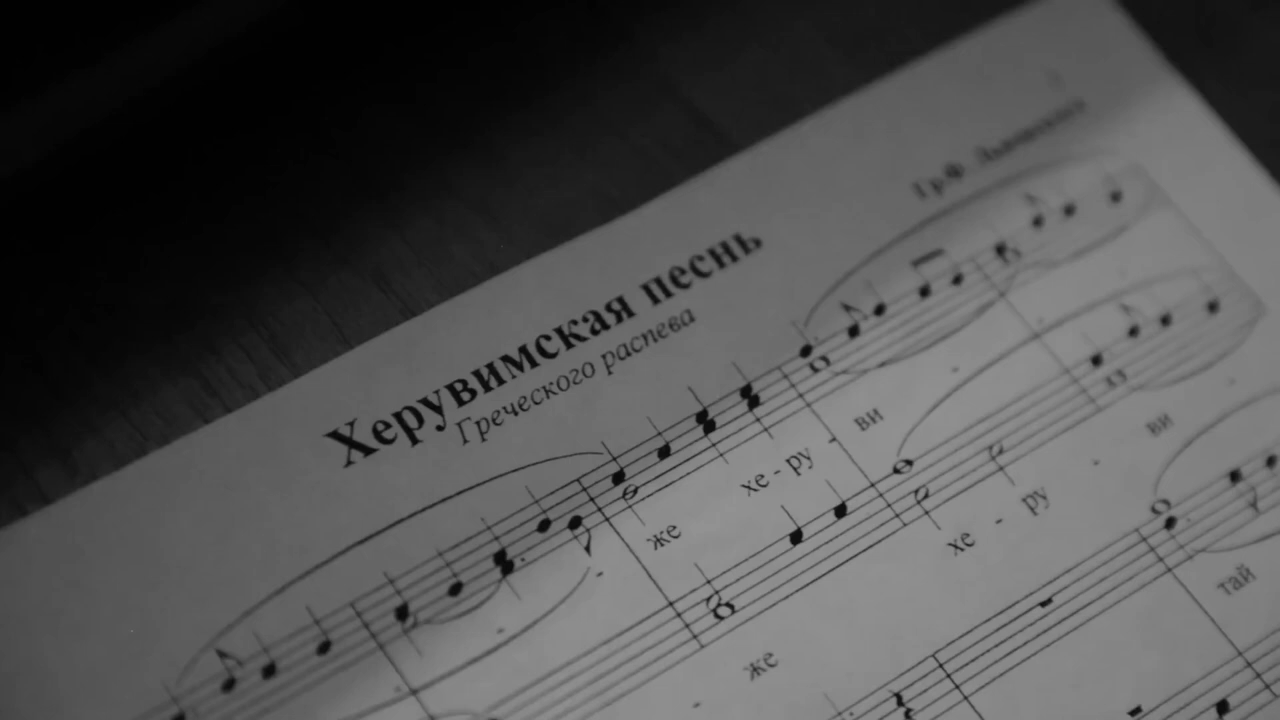 Херувимская песнь
Греческого распева
же хе - ру - ви
же хе - ру ви
тай